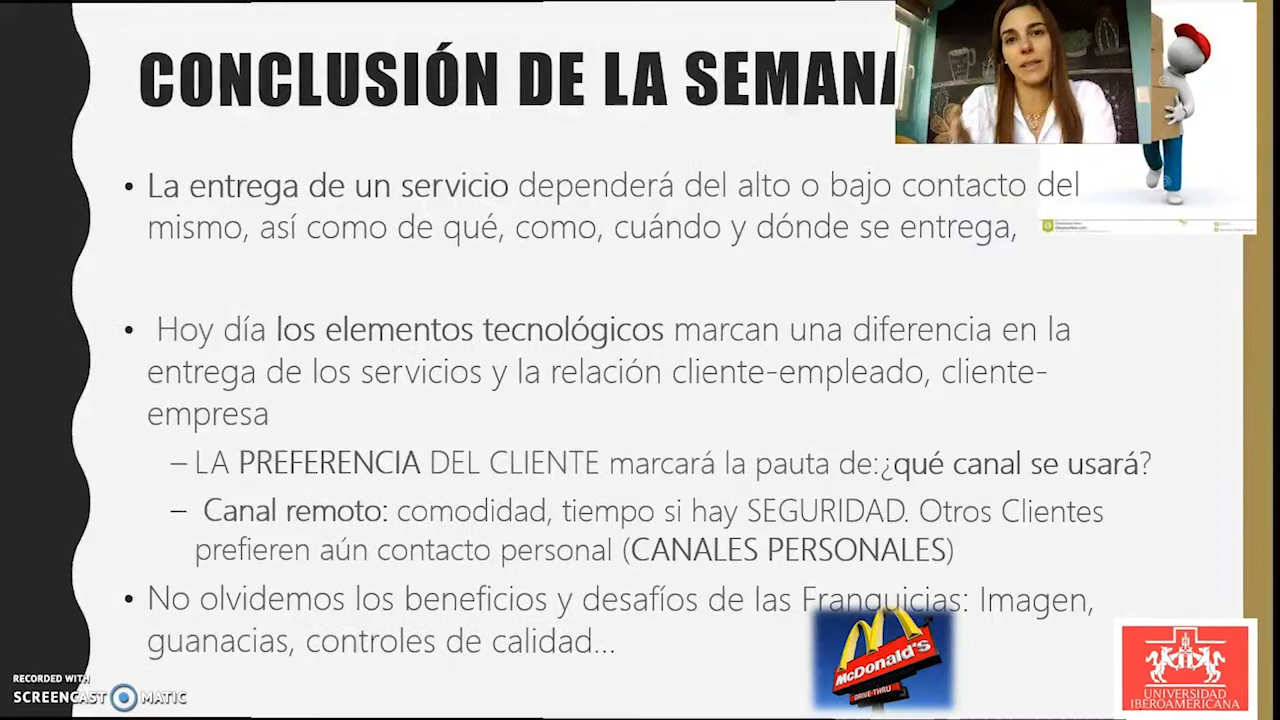 CONCLUSIÓN DE LA SEMANA
• La entrega de un servicio dependerá del alto o bajo contacto del
mismo, así como de qué, como, cuándo y dónde se entrega,
• Hoy día los elementos tecnológicos marcan una diferencia en la
entrega de los servicios y la relación cliente-empleado, cliente-
empresa
– LA PREFERENCIA DEL CLIENTE marcará la pauta de:¿qué canal se usará?
– Canal remoto: comodidad, tiempo si hay SEGURIDAD. Otros Clientes
prefieren aún contacto personal (CANALES PERSONALES)
• No olvidemos los beneficios y desafíos de las Franquicias: Imagen,
guanacias, controles de calidad...
McDonald's
DRIVE-THRU
UNIVERSIDAD
IBEROAMERICANA
RECORDED WITH
SCREENCAST MATIC